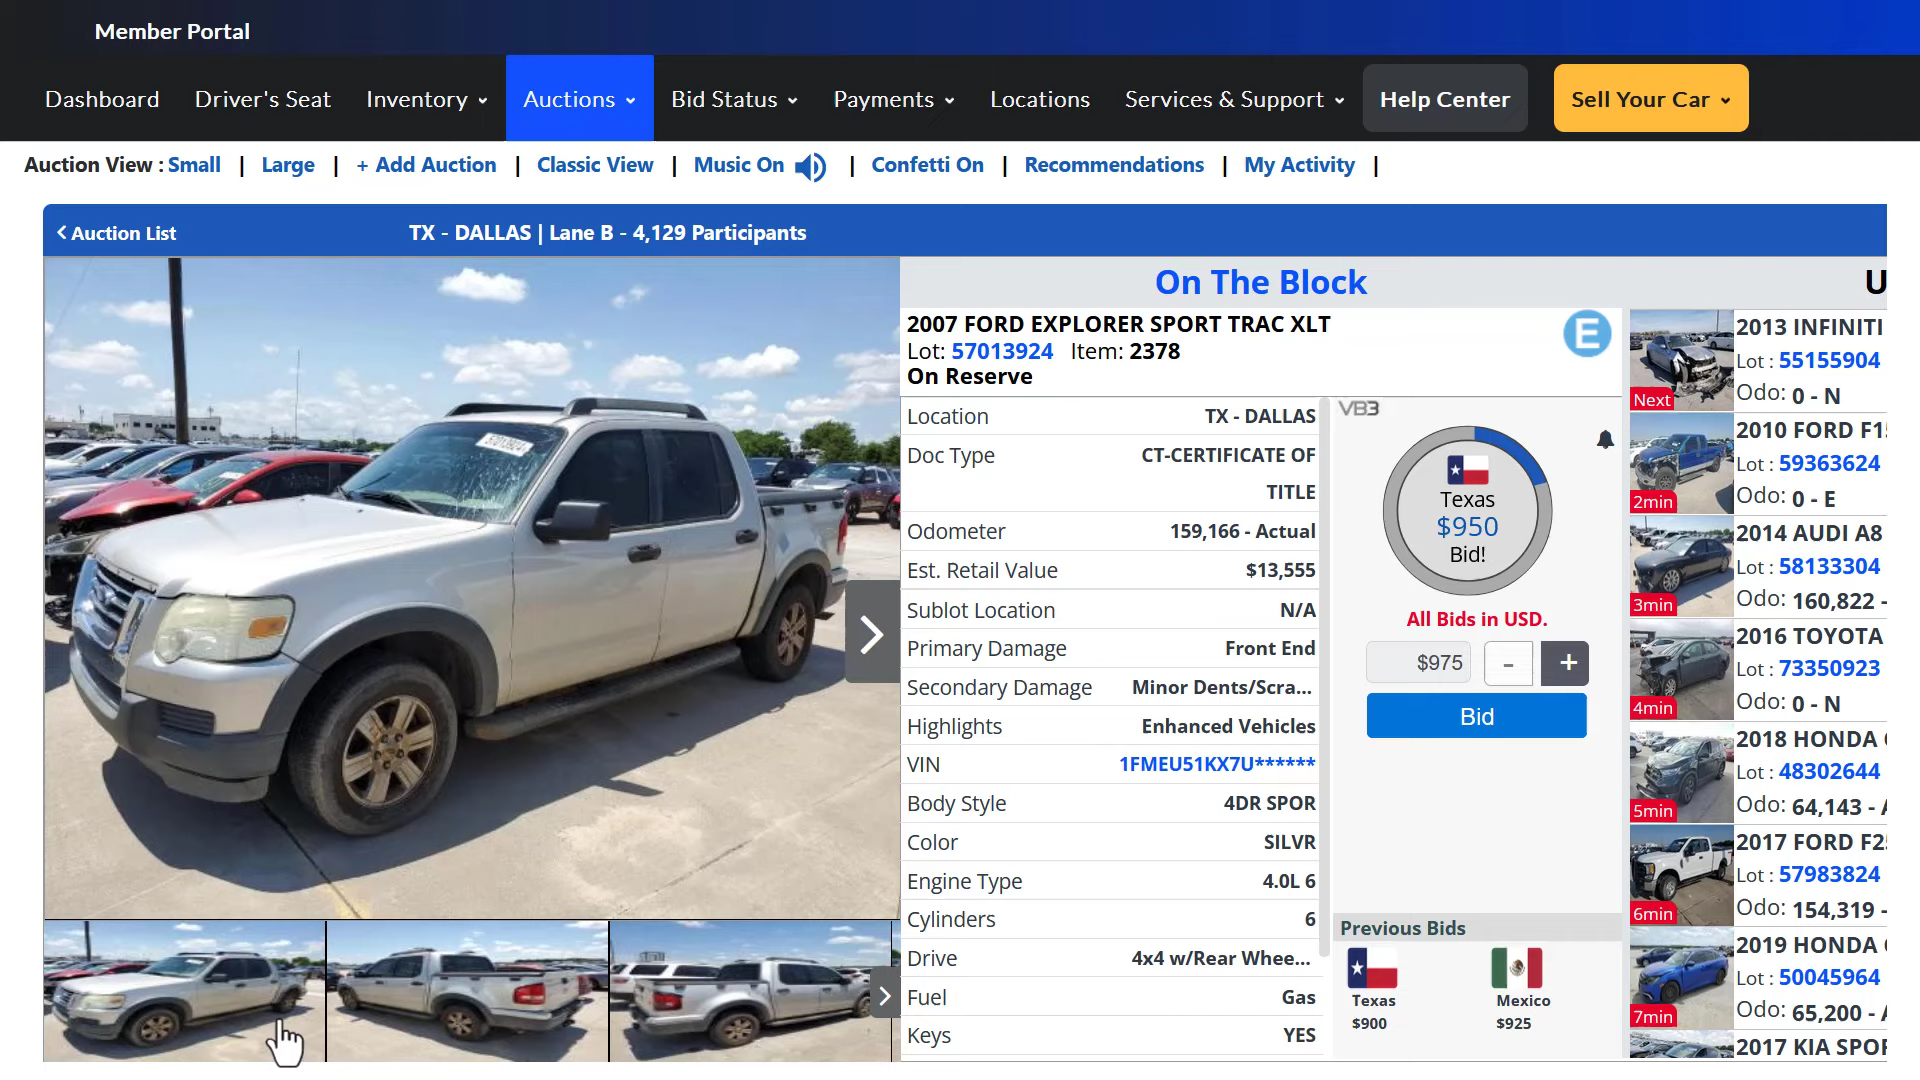 Member Portal
Dashboard
Driver's Seat
Inventory
Auctions
Bid Status
Payments
Locations
Services & Support
Help Center
Sell Your Car
Auction View : Small | Large | + Add Auction | Classic View | Music On | Confetti On | Recommendations | My Activity |
Auction List
TX - DALLAS | Lane B - 4,129 Participants
57013924
On The Block
2007 FORD EXPLORER SPORT TRAC XLT
Lot: 57013924 Item: 2378
On Reserve
E
Location TX - DALLAS
Doc Type CT-CERTIFICATE OF
TITLE
Odometer 159,166 - Actual
Est. Retail Value $13,555
Sublot Location N/A
Primary Damage Front End
Secondary Damage Minor Dents/Scra...
Highlights Enhanced Vehicles
VIN 1FMEU51KX7U******
Body Style 4DR SPOR
Color SILVR
Engine Type 4.0L 6
Cylinders 6
Drive 4x4 w/Rear Whee...
Fuel Gas
Keys YES
VB3
Texas
$950
Bid!
All Bids in USD.
$975 - +
Bid
Previous Bids
Texas
$900
Mexico
$925
U
2013 INFINITI
Lot : 55155904
Odo: 0 - N
Next
2010 FORD F15
Lot : 59363624
Odo: 0 - E
2min
2014 AUDI A8
Lot : 58133304
Odo: 160,822 -
3min
2016 TOYOTA
Lot : 73350923
Odo: 0 - N
4min
2018 HONDA
Lot : 48302644
Odo: 64,143 - A
5min
2017 FORD F25
Lot : 57983824
Odo: 154,319 -
6min
2019 HONDA
Lot : 50045964
Odo: 65,200 - A
7min
2017 KIA SPOR